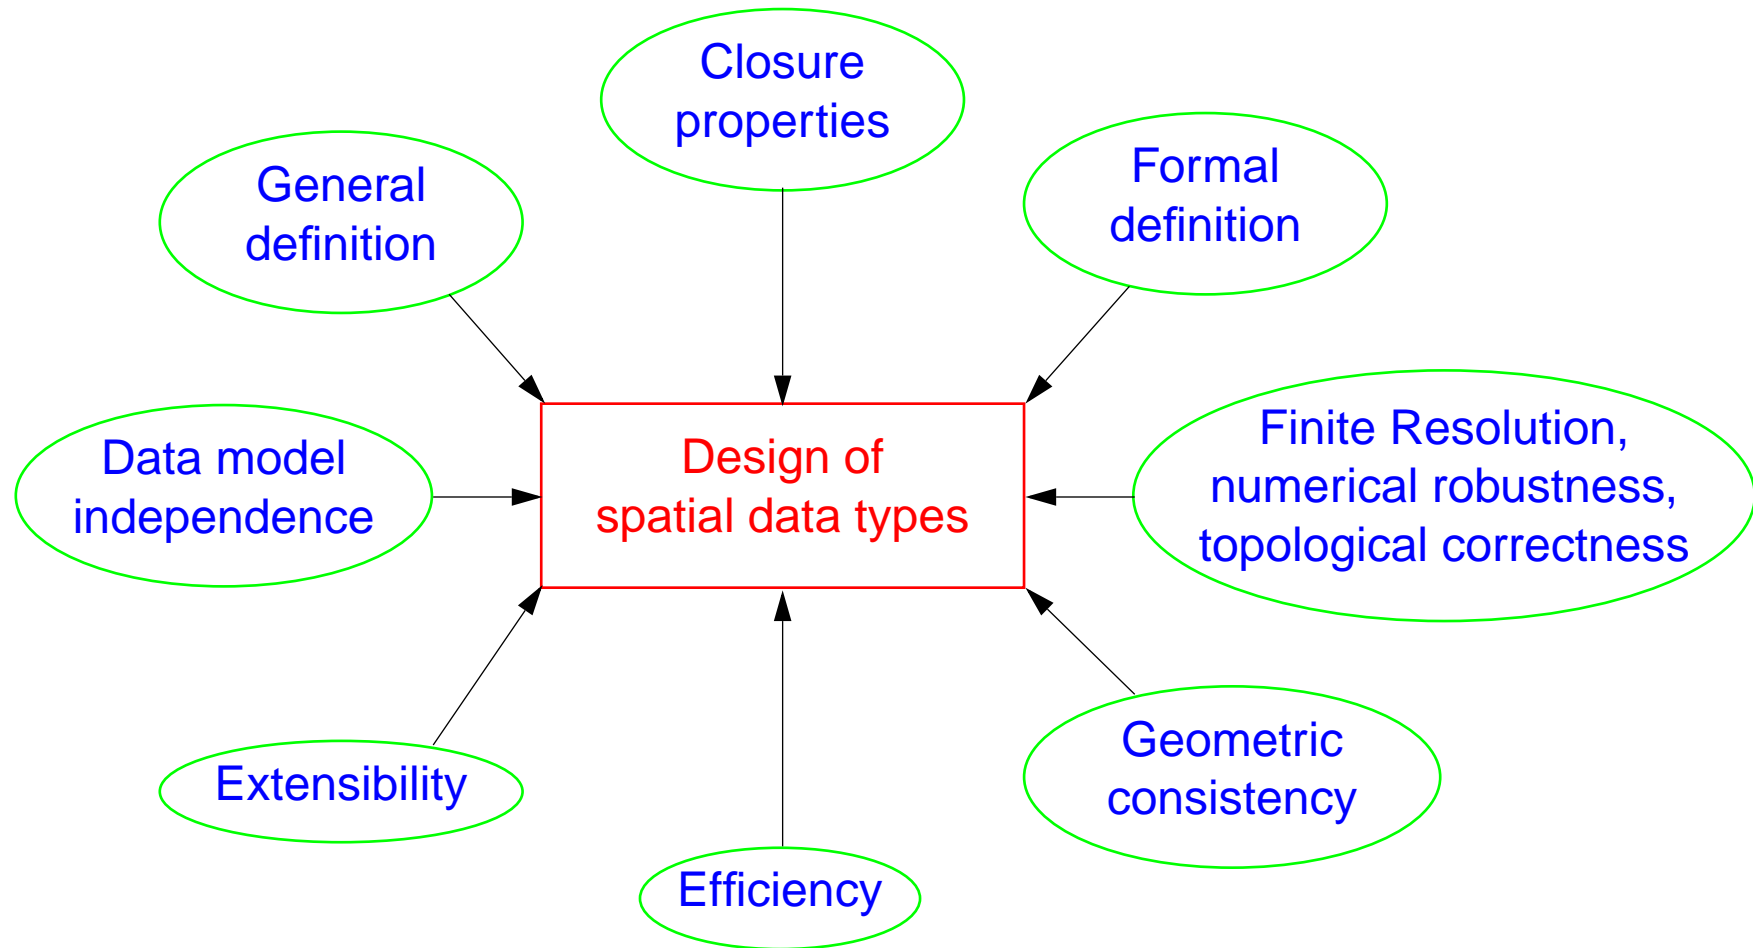 Closure
properties
General
definition
Formal
definition
Data model
independence
Design of
spatial data types
Finite Resolution,
numerical robustness,
topological correctness
Extensibility
Geometric
consistency
Efficiency